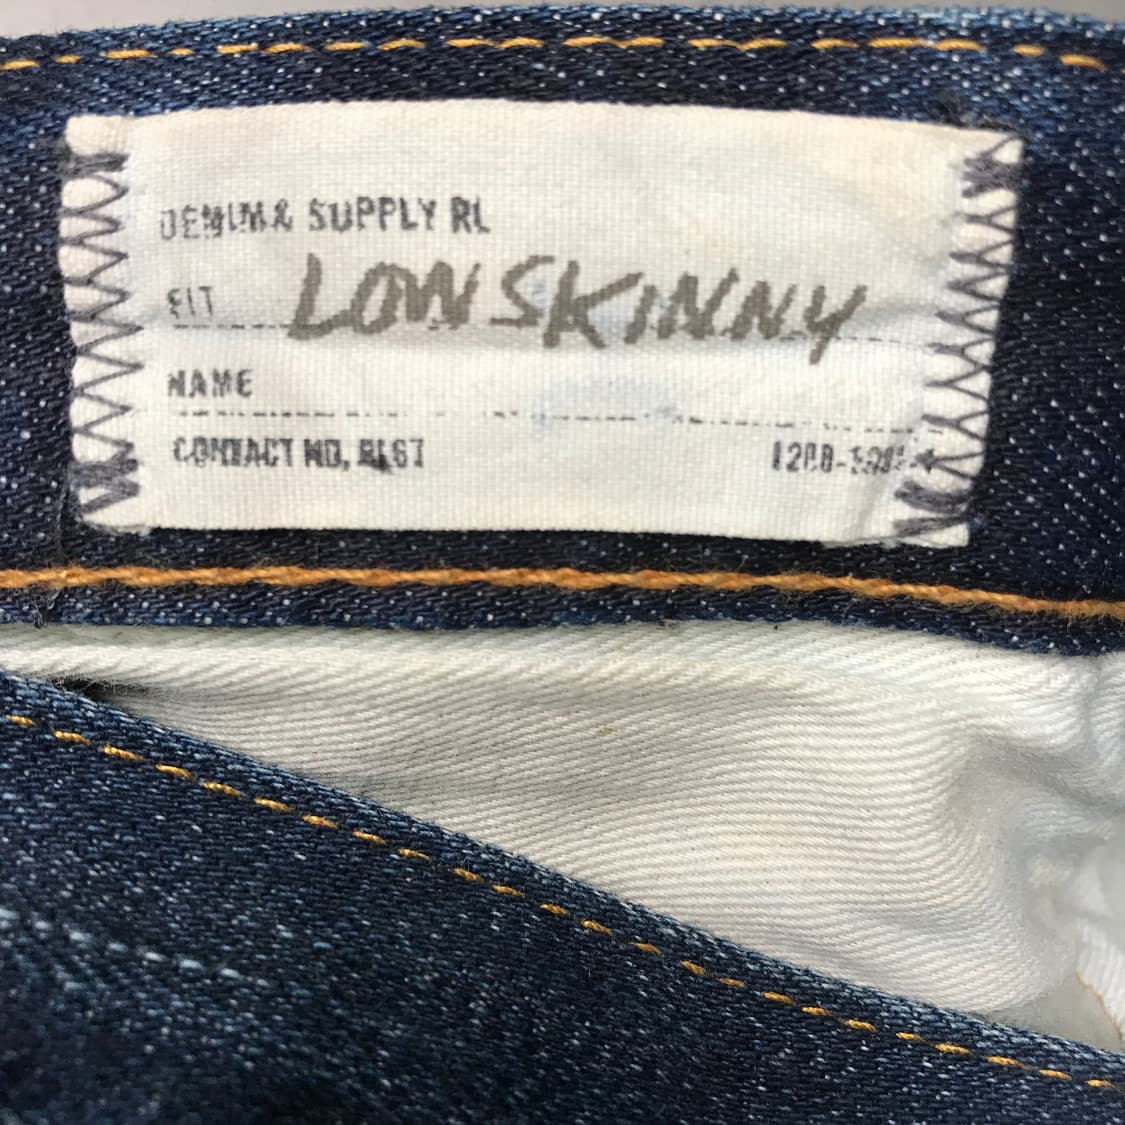 DENIM & SUPPLY RL
FIT LOW SKINNY
NAME
CONTACT NO.